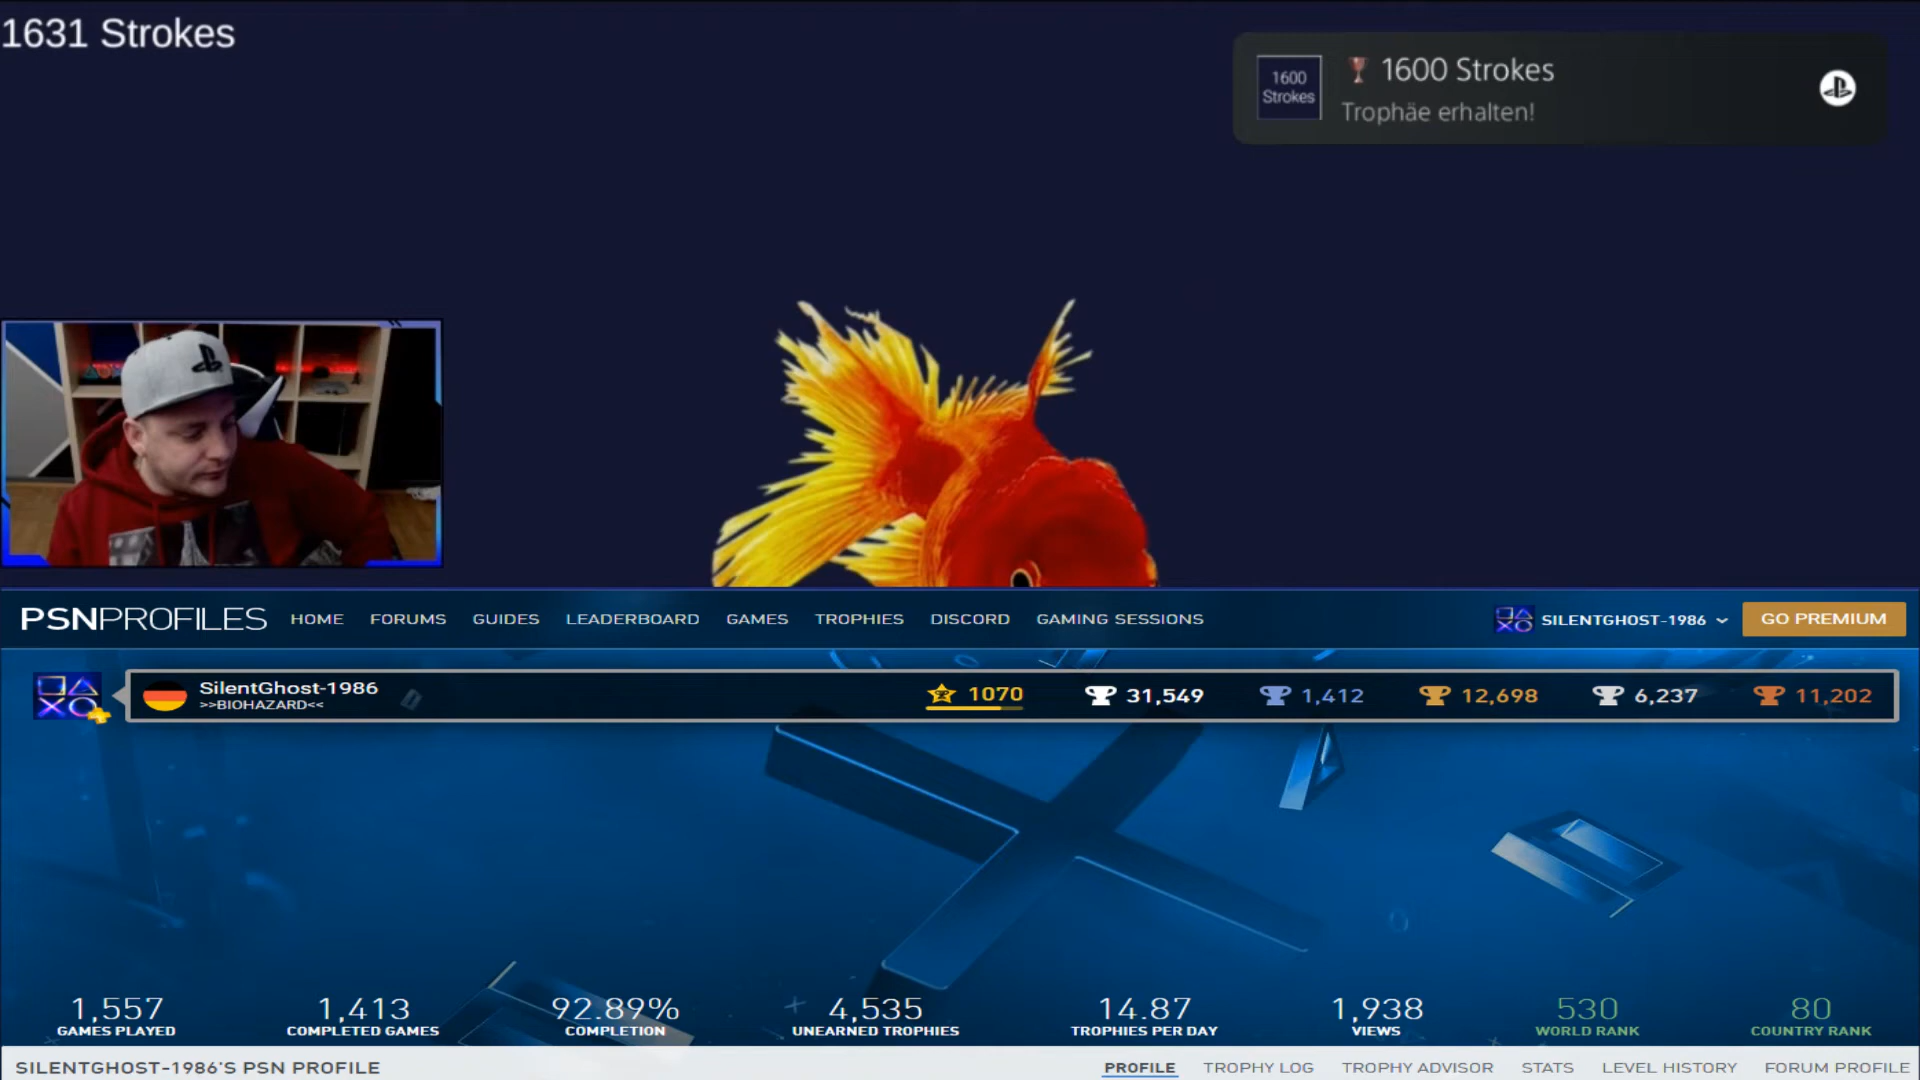 1631 Strokes
1600
Strokes
1600 Strokes
Trophäe erhalten!
PSNPROFILES HOME FORUMS GUIDES LEADERBOARD GAMES TROPHIES DISCORD GAMING SESSIONS SILENTGHOST-1986 GO PREMIUM
SilentGhost-1986
>>BIOHAZARD<<
1070 31,549 1,412 12,698 6,237 11,202
1,557 1,413 92.89% 4,535 14.87 1,938 530 80
GAMES PLAYED COMPLETED GAMES COMPLETION UNEARNED TROPHIES TROPHIES PER DAY VIEWS WORLD RANK COUNTRY RANK
SILENTGHOST-1986'S PSN PROFILE PROFILE TROPHY LOG TROPHY ADVISOR STATS LEVEL HISTORY FORUM PROFILE